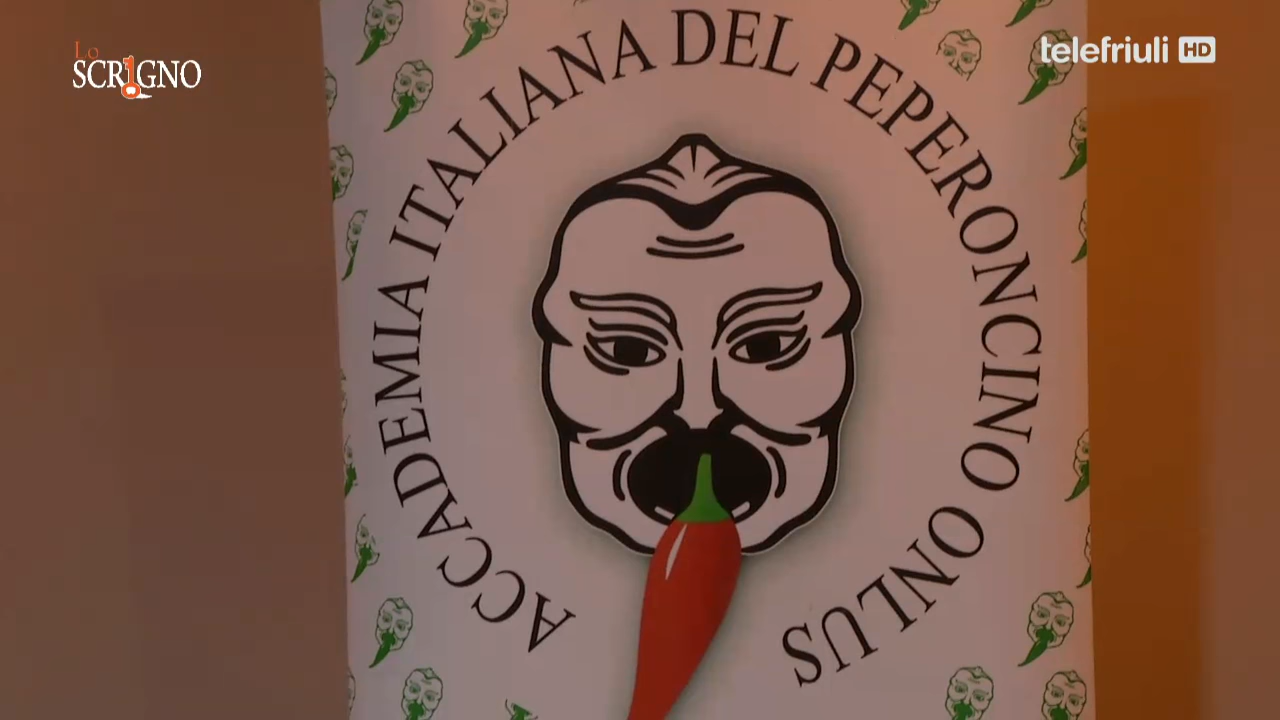 Lo
SCRIGNO
telefriuli HD
ACCADEMIA ITALIANA DEL PEPERONCINO ONLUS